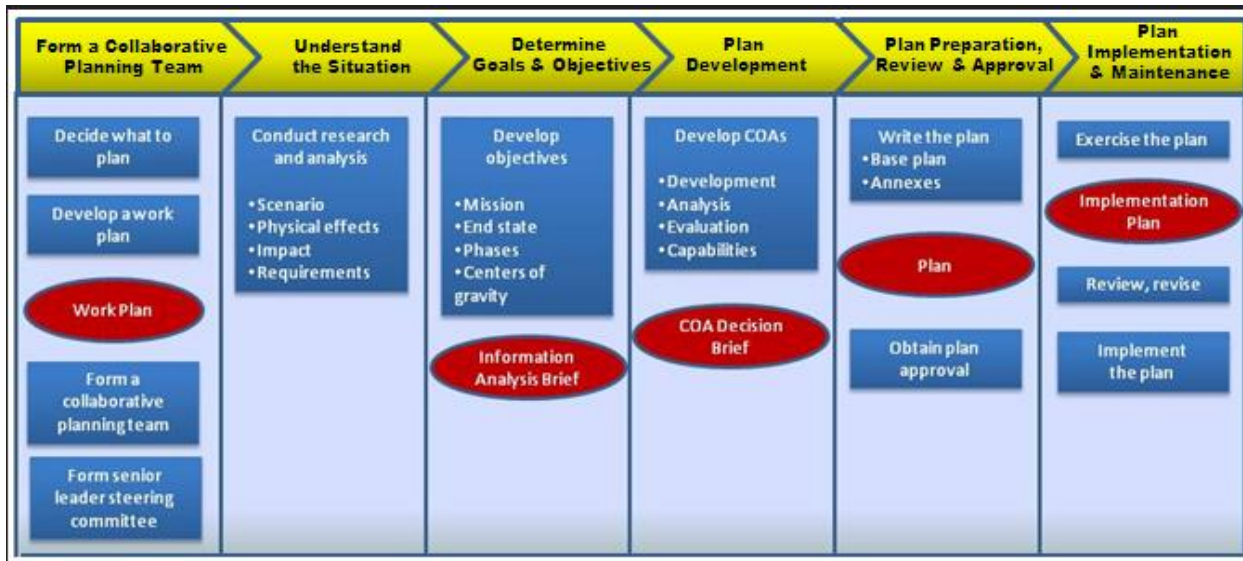 Form a Collaborative
Planning Team
Understand
the Situation
Determine
Goals & Objectives
Plan
Development
Plan Preparation,
Review & Approval
Plan
Implementation
& Maintenance
Decide what to
plan
Develop a work
plan
Work Plan
Form a
collaborative
planning team
Form senior
leader steering
committee
Conduct research
and analysis
•Scenario
•Physical effects
•Impact
•Requirements
Develop
objectives
•Mission
•End state
•Phases
•Centers of
gravity
Information
Analysis Brief
Develop COAs
•Development
•Analysis
•Evaluation
•Capabilities
COA Decision
Brief
Write the plan
•Base plan
•Annexes
Plan
Obtain plan
approval
Exercise the plan
Implementation
Plan
Review, revise
Implement
the plan